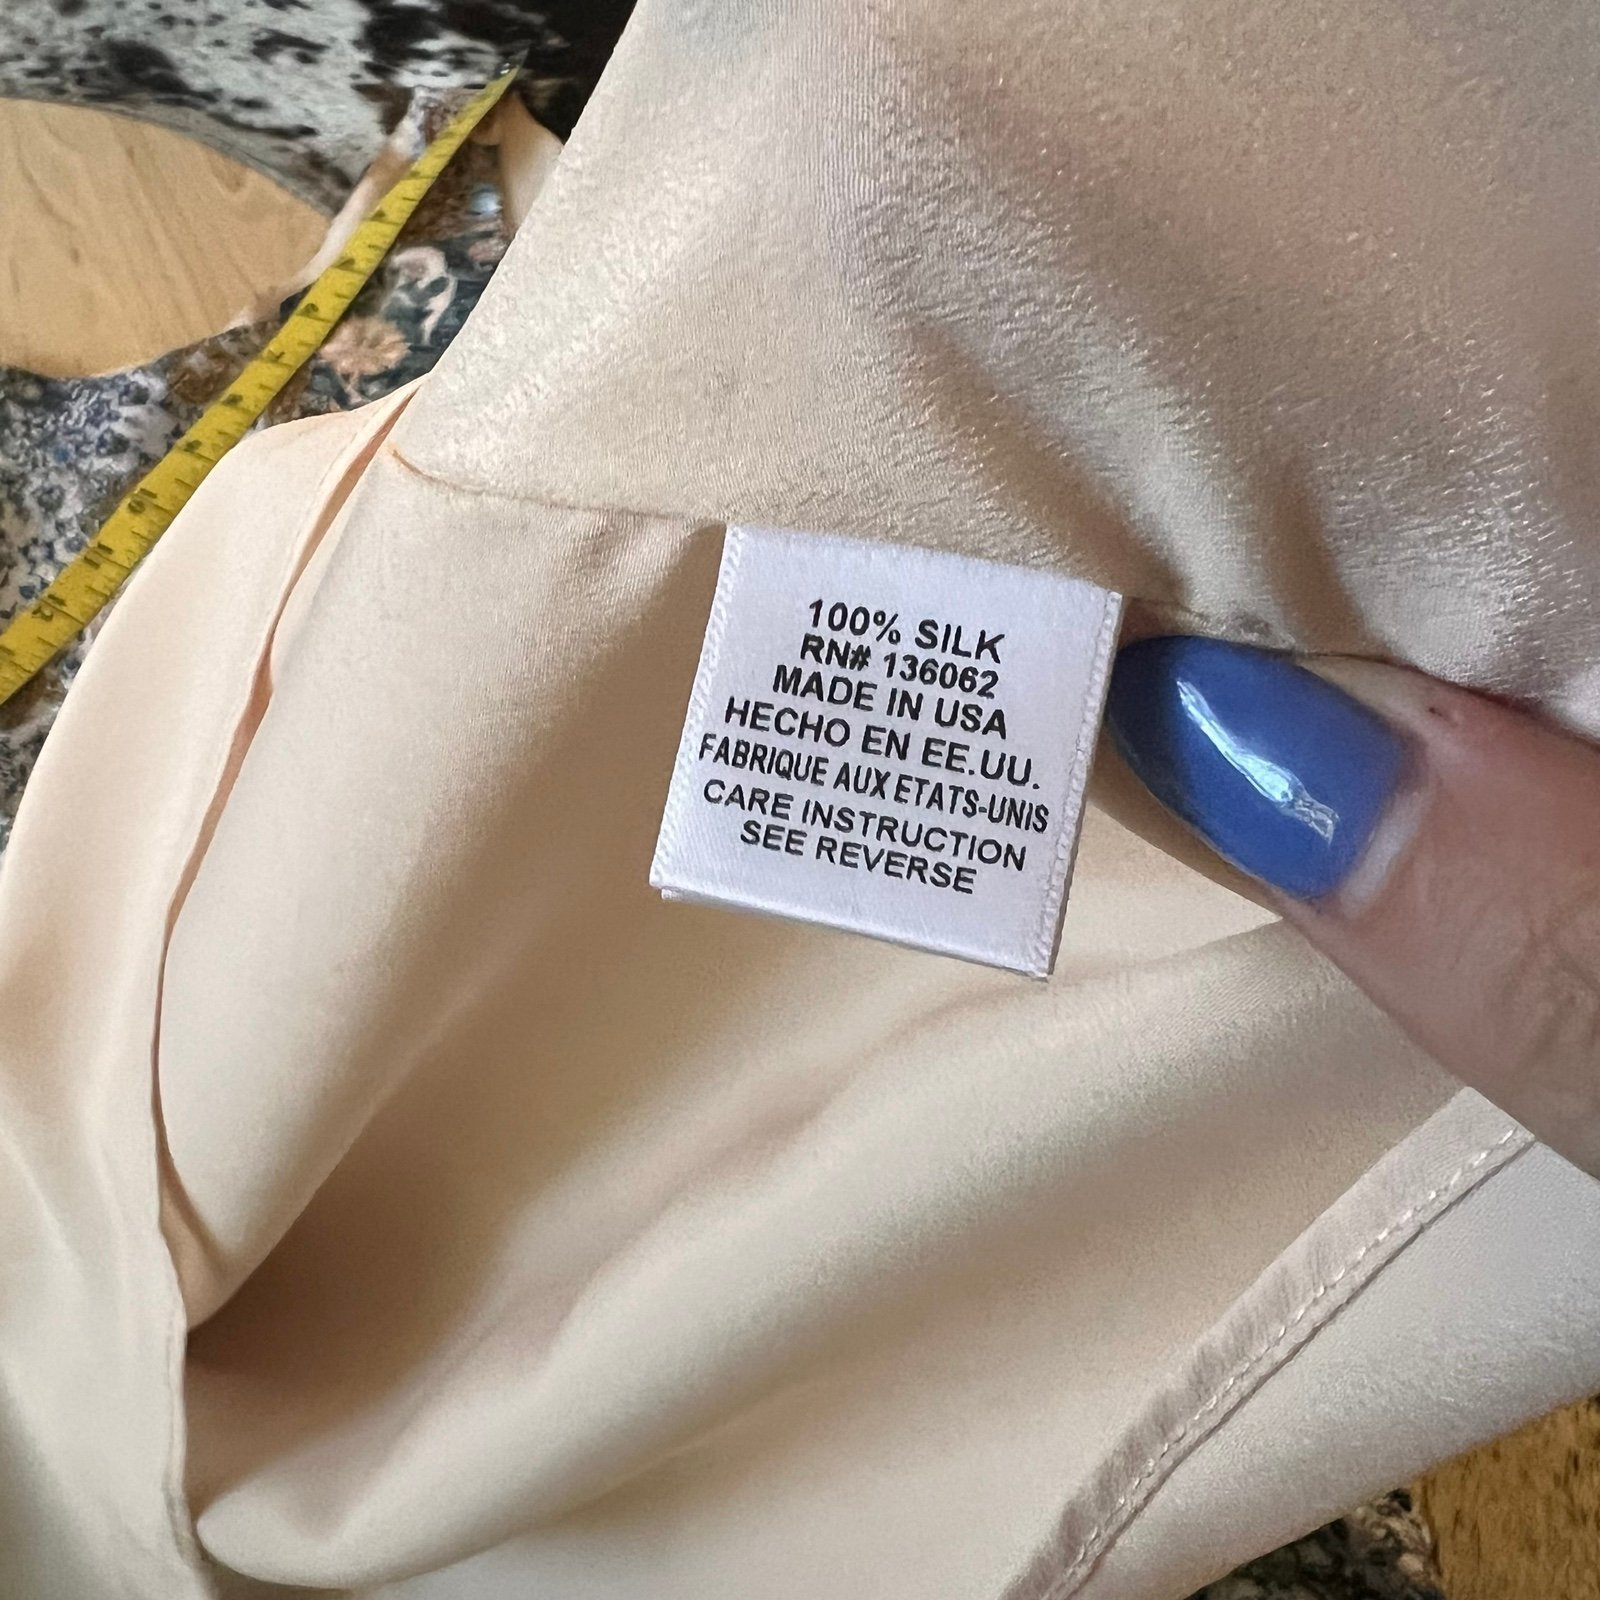 100% SILK
RN# 136062
MADE IN USA
HECHO EN EE.UU.
FABRIQUE AUX ETATS-UNIS
CARE INSTRUCTION
SEE REVERSE